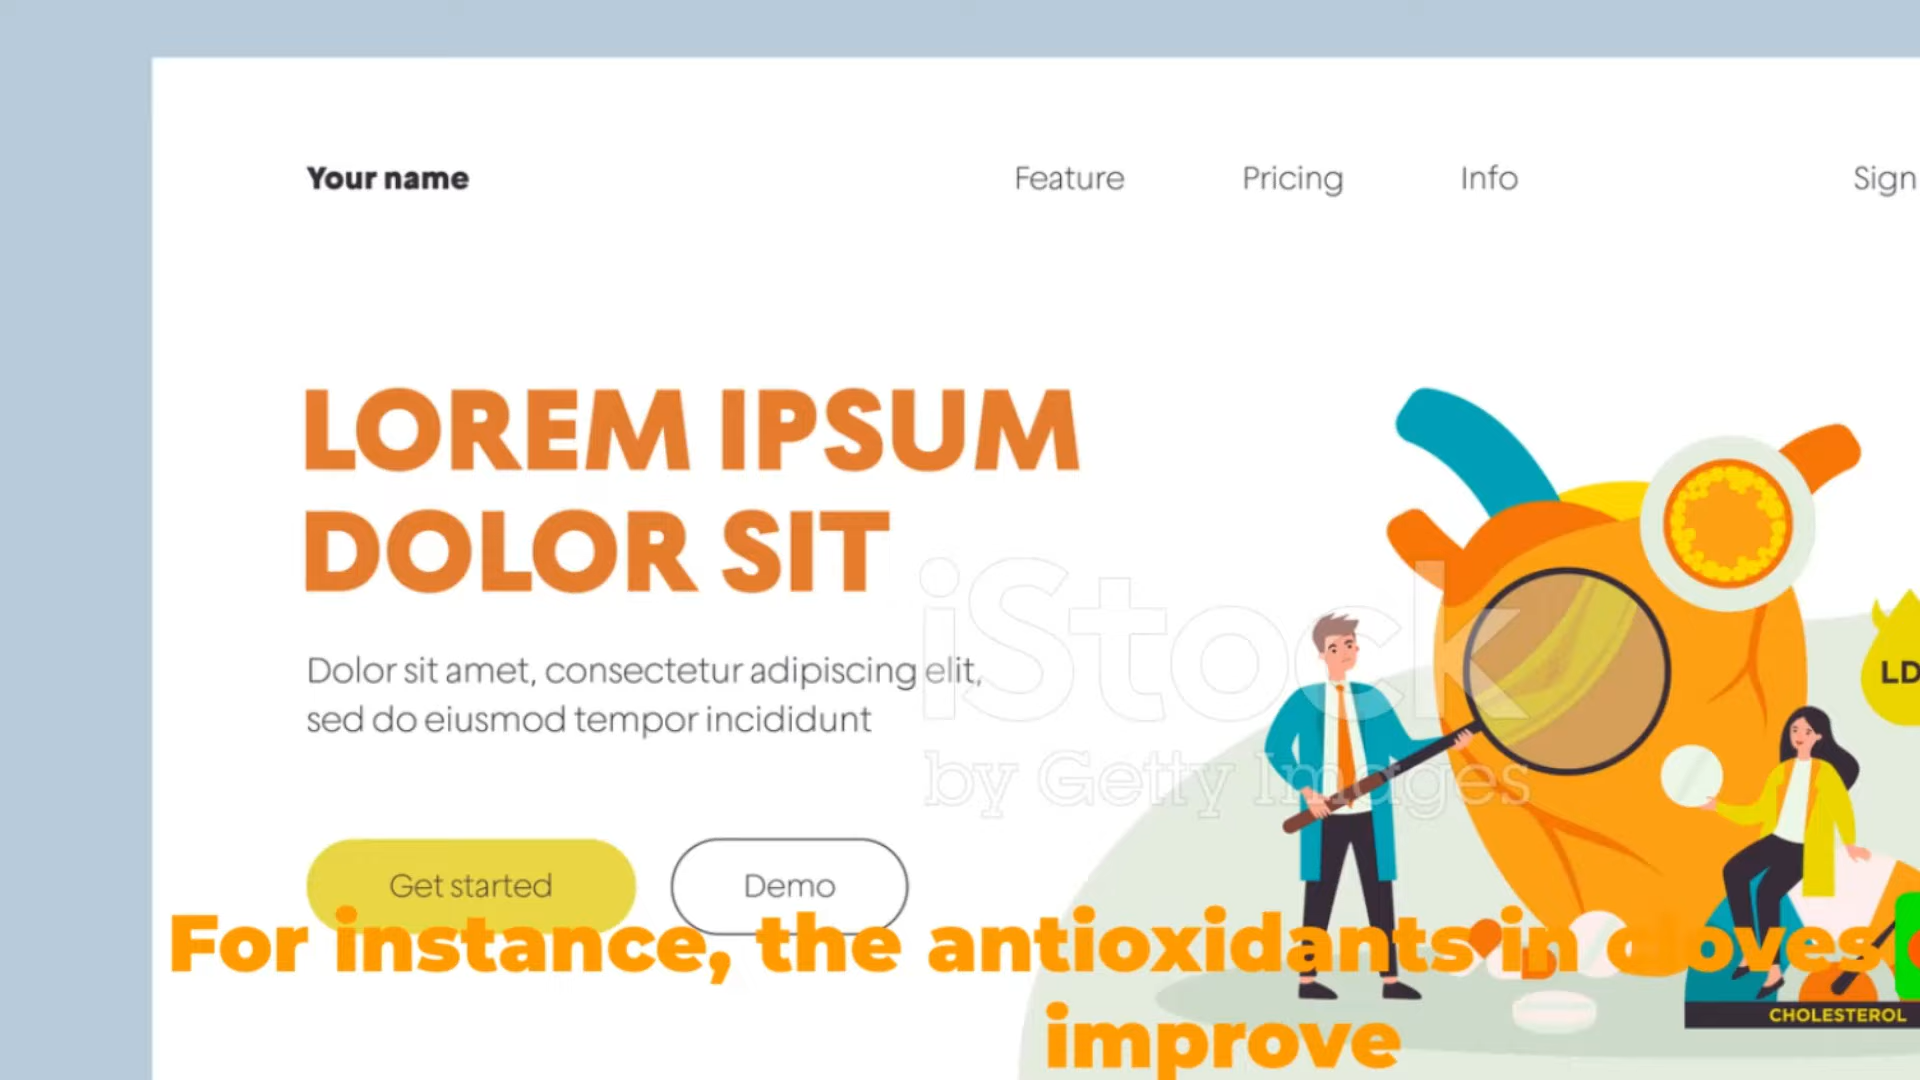 Your name
Feature
Pricing
Info
Sign
LOREM IPSUM
DOLOR SIT
Dolor sit amet, consectetur adipiscing elit,
sed do eiusmod tempor incididunt
iStock
by Getty Images
LD
Get started
Demo
For instance, the antioxidants in cloves
improve
CHOLESTEROL